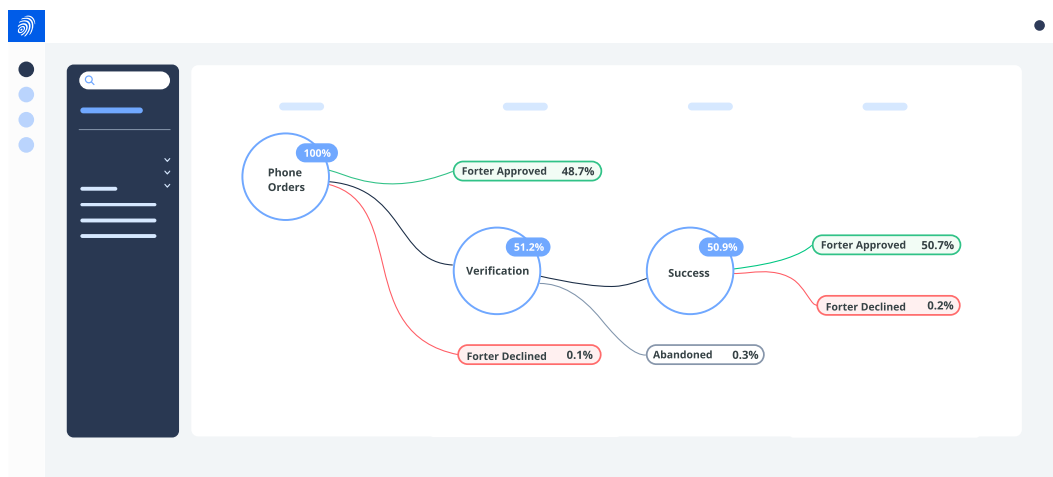 100%
Phone
Orders
Forter Approved 48.7%
51.2%
Verification
50.9%
Success
Forter Approved 50.7%
Forter Declined 0.2%
Forter Declined 0.1%
Abandoned 0.3%